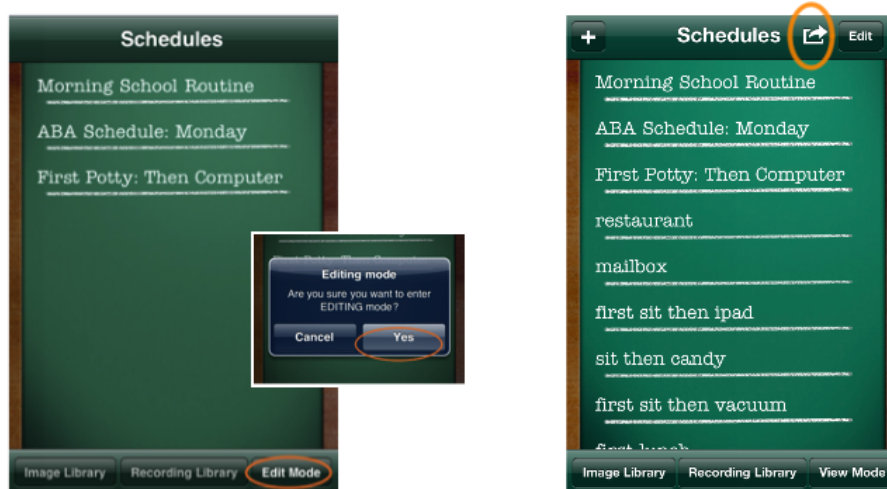 Schedules
Morning School Routine
ABA Schedule: Monday
First Potty: Then Computer
Editing mode
Are you sure you want to enter
EDITING mode?
Cancel Yes
Image Library Recording Library Edit Mode
+ Schedules Edit
Morning School Routine
ABA Schedule: Monday
First Potty: Then Computer
restaurant
mailbox
first sit then ipad
sit then candy
first sit then vacuum
first lunch
Image Library Recording Library View Mode